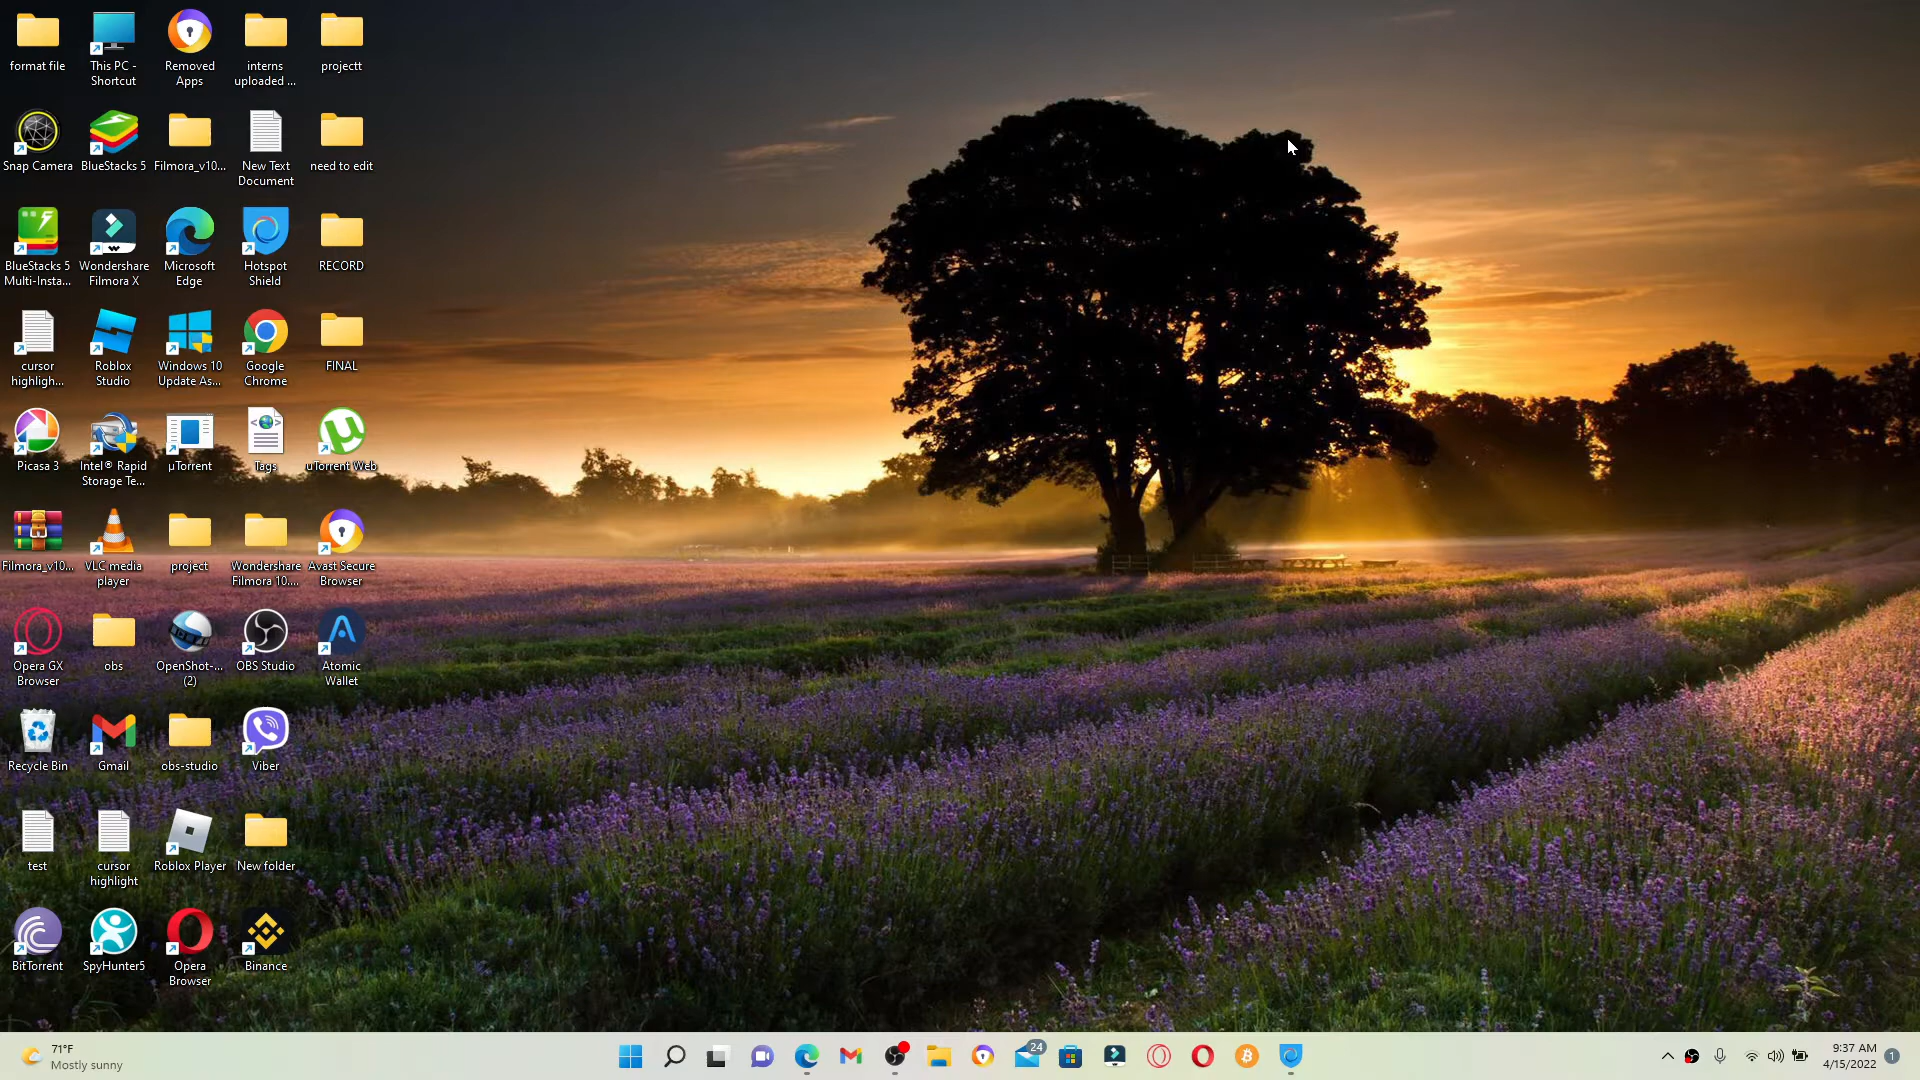 format file
This PC -
Shortcut
Removed
Apps
interns
uploaded ...
projectt
Snap Camera
BlueStacks 5
Filmora_v10...
New Text
Document
need to edit
BlueStacks 5
Multi-Insta...
Wondershare
Filmora X
Microsoft
Edge
Hotspot
Shield
RECORD
cursor
highligh...
Roblox
Studio
Windows 10
Update As...
Google
Chrome
FINAL
Picasa 3
Intel® Rapid
Storage Te...
µTorrent
Tags
uTorrent Web
Filmora_v10...
VLC media
player
project
Wondershare
Filmora 10....
Avast Secure
Browser
Opera GX
Browser
obs
OpenShot-...
(2)
OBS Studio
Atomic
Wallet
Recycle Bin
Gmail
obs-studio
Viber
test
cursor
highlight
Roblox Player
New folder
BitTorrent
SpyHunter5
Opera
Browser
Binance
71°F
Mostly sunny
24
9:37 AM
4/15/2022
1